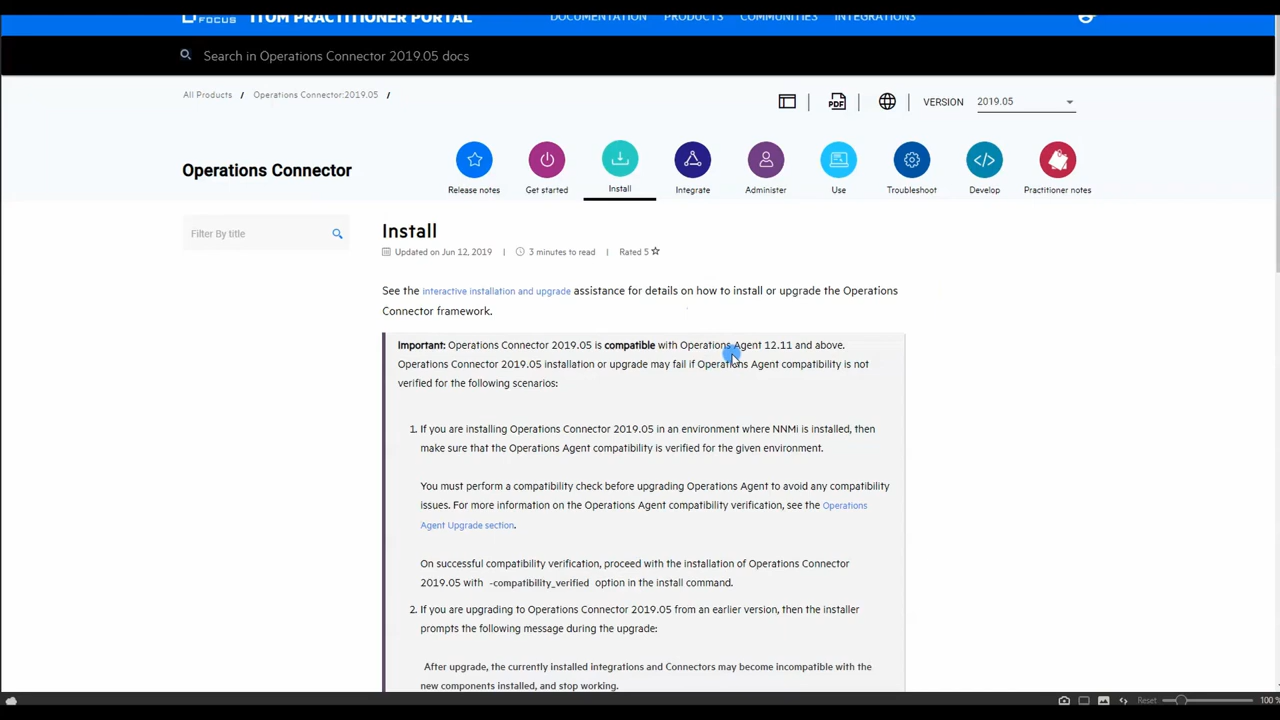 FOCUS ITOM PRACTITIONER PORTAL DOCUMENTATION PRODUCTS COMMUNITIES INTEGRATIONS
Search in Operations Connector 2019.05 docs
All Products / Operations Connector:2019.05 /
PDF VERSION 2019.05
Operations Connector
Release notes Get started Install Integrate Administer Use Troubleshoot Develop Practitioner notes
Filter By title
Install
Updated on Jun 12, 2019 | 3 minutes to read | Rated 5
See the interactive installation and upgrade assistance for details on how to install or upgrade the Operations
Connector framework.
Important: Operations Connector 2019.05 is compatible with Operations Agent 12.11 and above.
Operations Connector 2019.05 installation or upgrade may fail if Operations Agent compatibility is not
verified for the following scenarios:
1. If you are installing Operations Connector 2019.05 in an environment where NNMi is installed, then
make sure that the Operations Agent compatibility is verified for the given environment.
You must perform a compatibility check before upgrading Operations Agent to avoid any compatibility
issues. For more information on the Operations Agent compatibility verification, see the Operations
Agent Upgrade section.
On successful compatibility verification, proceed with the installation of Operations Connector
2019.05 with -compatibility_verified option in the install command.
2. If you are upgrading to Operations Connector 2019.05 from an earlier version, then the installer
prompts the following message during the upgrade:
After upgrade, the currently installed integrations and Connectors may become incompatible with the
new components installed, and stop working.
Reset 100 %